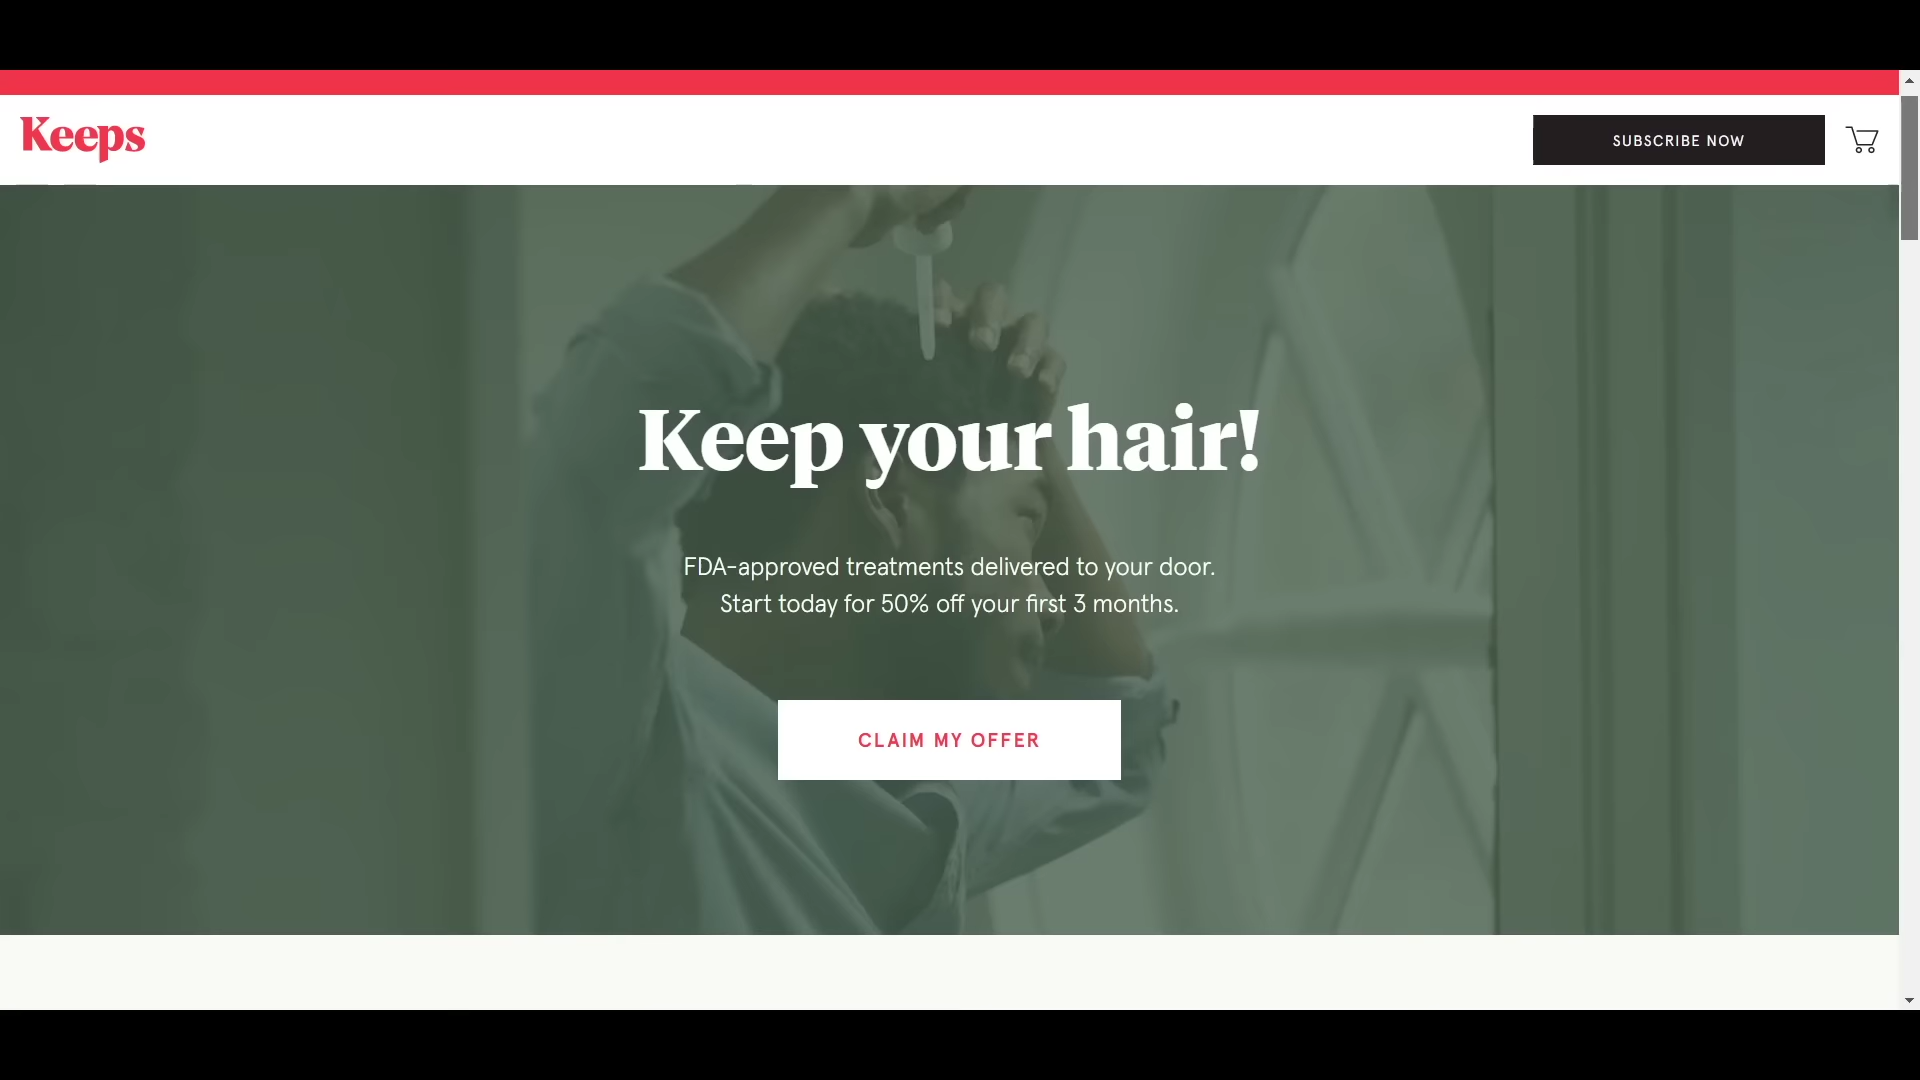 Keeps
SUBSCRIBE NOW
Keep your hair!
FDA-approved treatments delivered to your door.
Start today for 50% off your first 3 months.
CLAIM MY OFFER